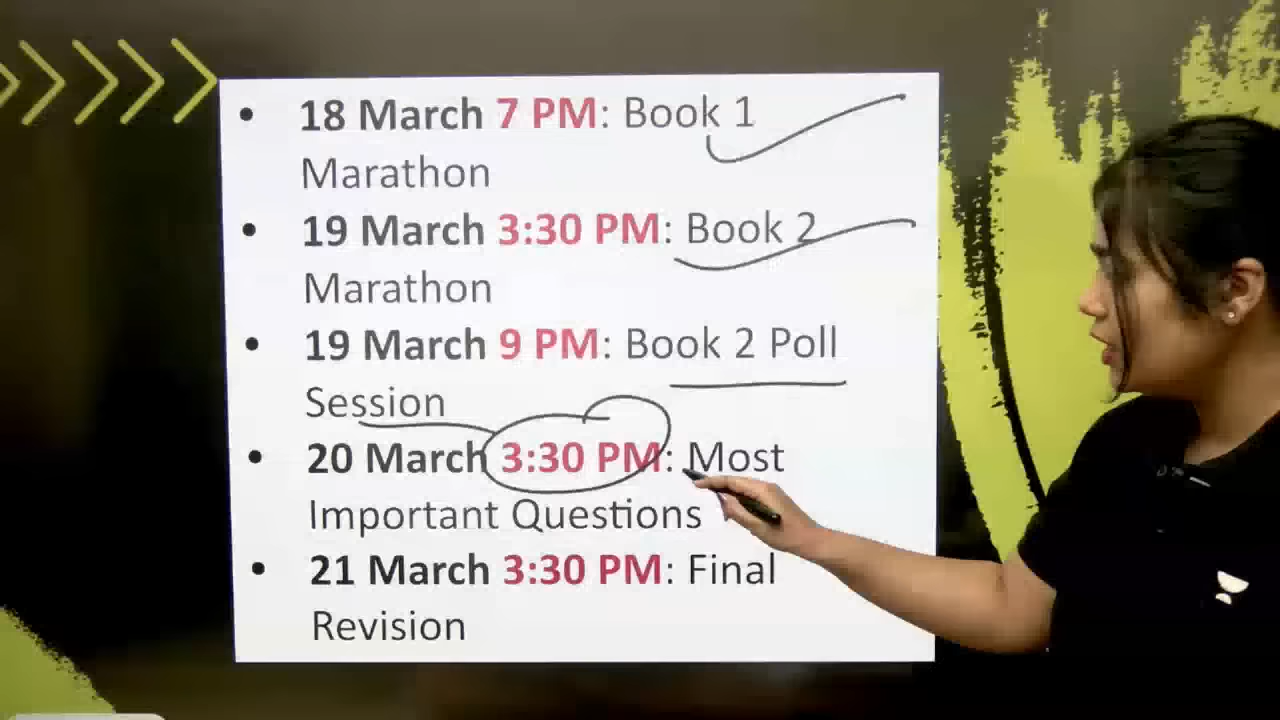 • 18 March 7 PM: Book 1
Marathon
• 19 March 3:30 PM: Book 2
Marathon
• 19 March 9 PM: Book 2 Poll
Session
• 20 March 3:30 PM: Most
Important Questions
• 21 March 3:30 PM: Final
Revision